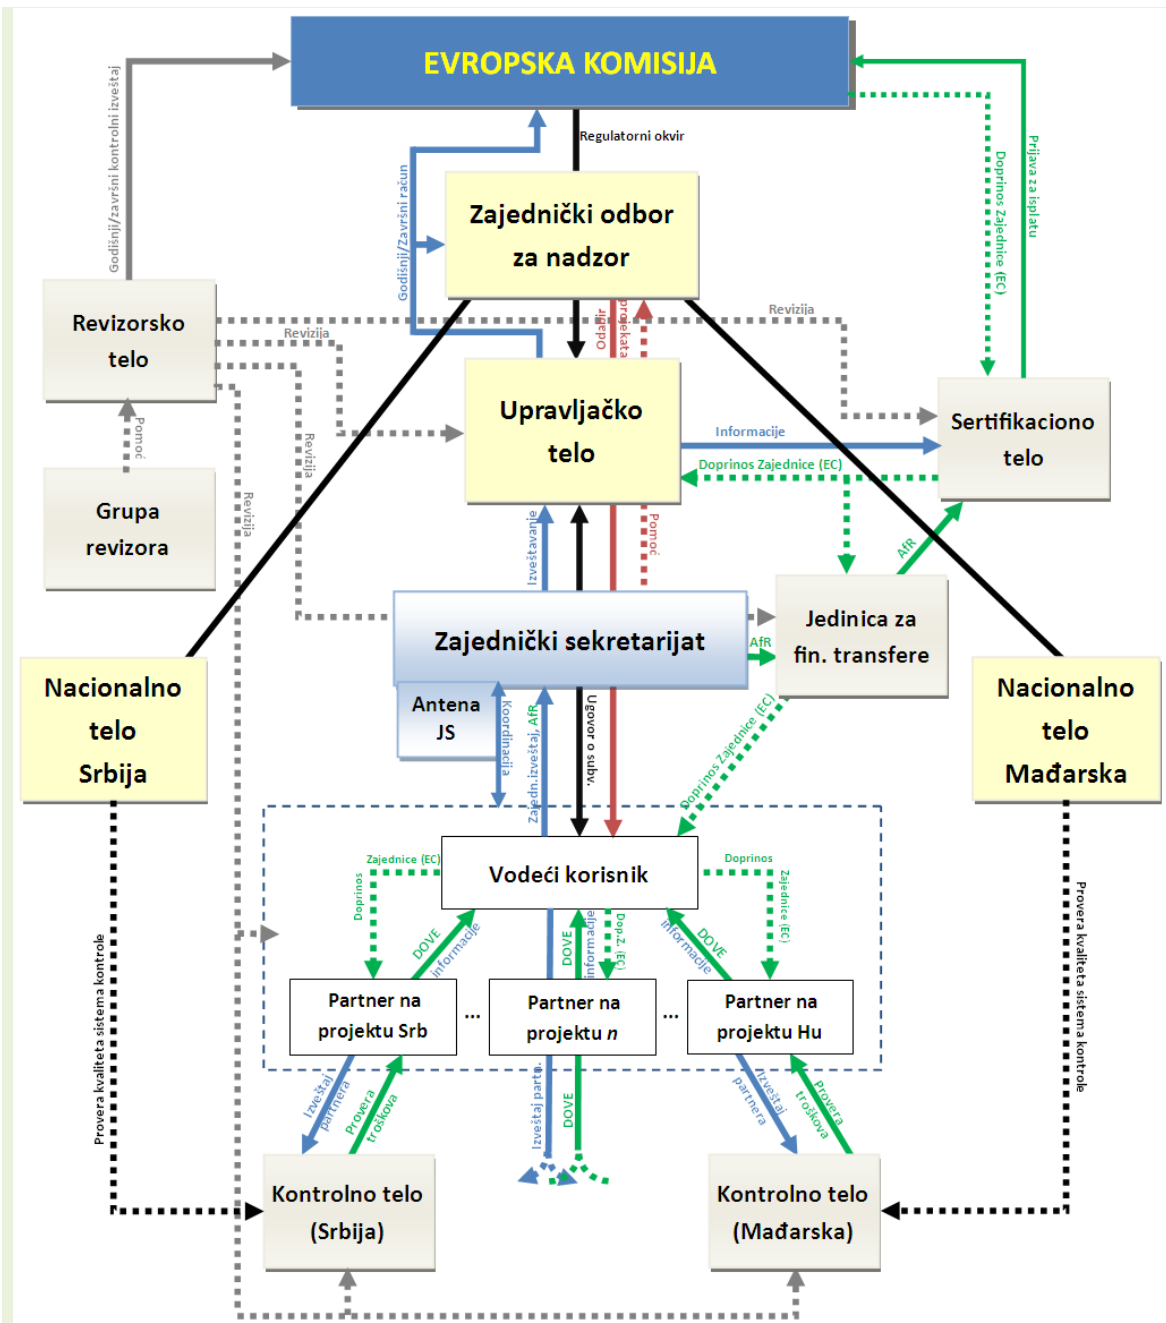 EVROPSKA KOMISIJA
Regulatorni okvir
Godišnji/završni kontrolni izveštaj
Godišnji/Završni račun
Doprinos Zajednice (EC)
Prijava za isplatu
Zajednički odbor
za nadzor
Revizorsko
telo
Revizija
Revizija
Odabir
projekata
Upravljačko
telo
Informacije
Sertifikaciono
telo
Doprinos Zajednice (EC)
Pomoć
Revizija
Revizija
Grupa
revizora
Izveštavanje
Pomoć
AfR
Zajednički sekretarijat
AfR
Jedinica za
fin. transfere
Antena
JS
Koordinacija
Zajedn.izveštaj, AfR
Ugovor o subv.
Doprinos Zajednice (EC)
Nacionalno
telo
Srbija
Nacionalno
telo
Mađarska
Vodeći korisnik
Zajednice (EC)
Doprinos
Doprinos
Zajednice (EC)
DOVE
informacije
DOVE
informacije
Dop.Z. (EC)
DOVE
informacije
Partner na
projektu Srb
...
Partner na
projektu n
...
Partner na
projektu Hu
Provera kvaliteta sistema kontrole
Provera kvaliteta sistema kontrole
Izveštaj
partnera
Provera
troškova
Izveštaj partn.
DOVE
Izveštaj
partnera
Provera
troškova
Kontrolno telo
(Srbija)
Kontrolno telo
(Mađarska)